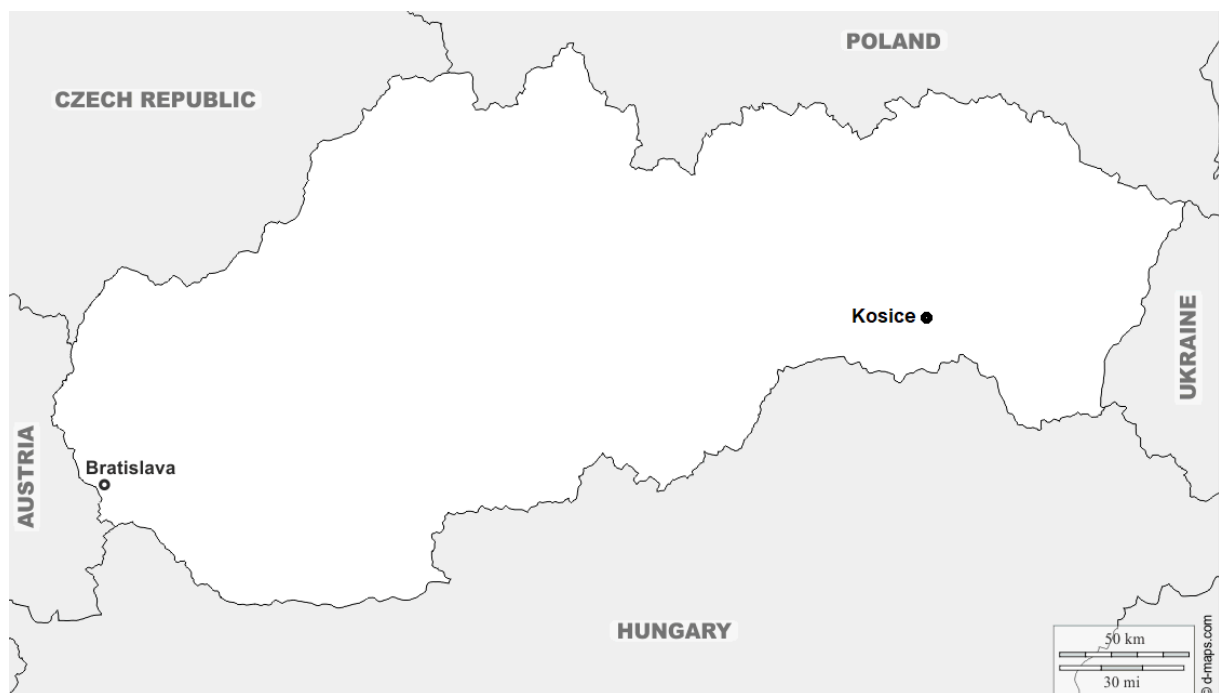 POLAND
CZECH REPUBLIC
Kosice
UKRAINE
AUSTRIA
Bratislava
HUNGARY
50 km
30 mi
© d-maps.com